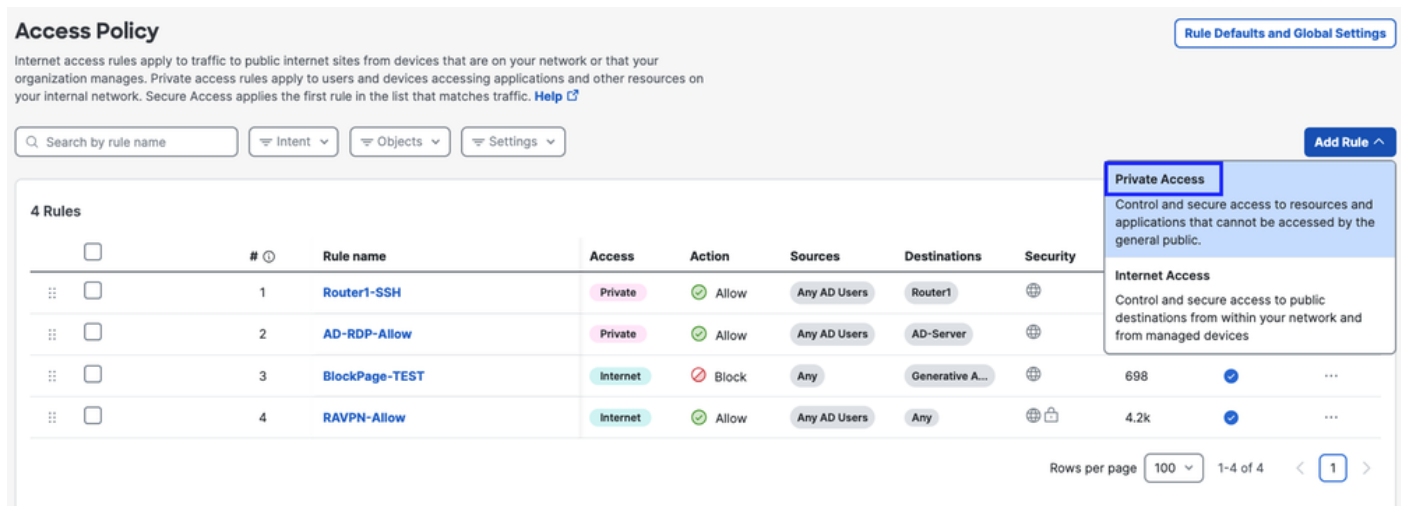 Access Policy
Rule Defaults and Global Settings
Internet access rules apply to traffic to public internet sites from devices that are on your network or that your
organization manages. Private access rules apply to users and devices accessing applications and other resources on
your internal network. Secure Access applies the first rule in the list that matches traffic. Help
Search by rule name
Intent
Objects
Settings
Add Rule
Private Access
Control and secure access to resources and
applications that cannot be accessed by the
general public.
Internet Access
Control and secure access to public
destinations from within your network and
from managed devices
4 Rules
# Rule name Access Action Sources Destinations Security
1 Router1-SSH Private Allow Any AD Users Router1
2 AD-RDP-Allow Private Allow Any AD Users AD-Server
3 BlockPage-TEST Internet Block Any Generative A... 698 ...
4 RAVPN-Allow Internet Allow Any AD Users Any 4.2k ...
Rows per page 100 1-4 of 4 < 1 >